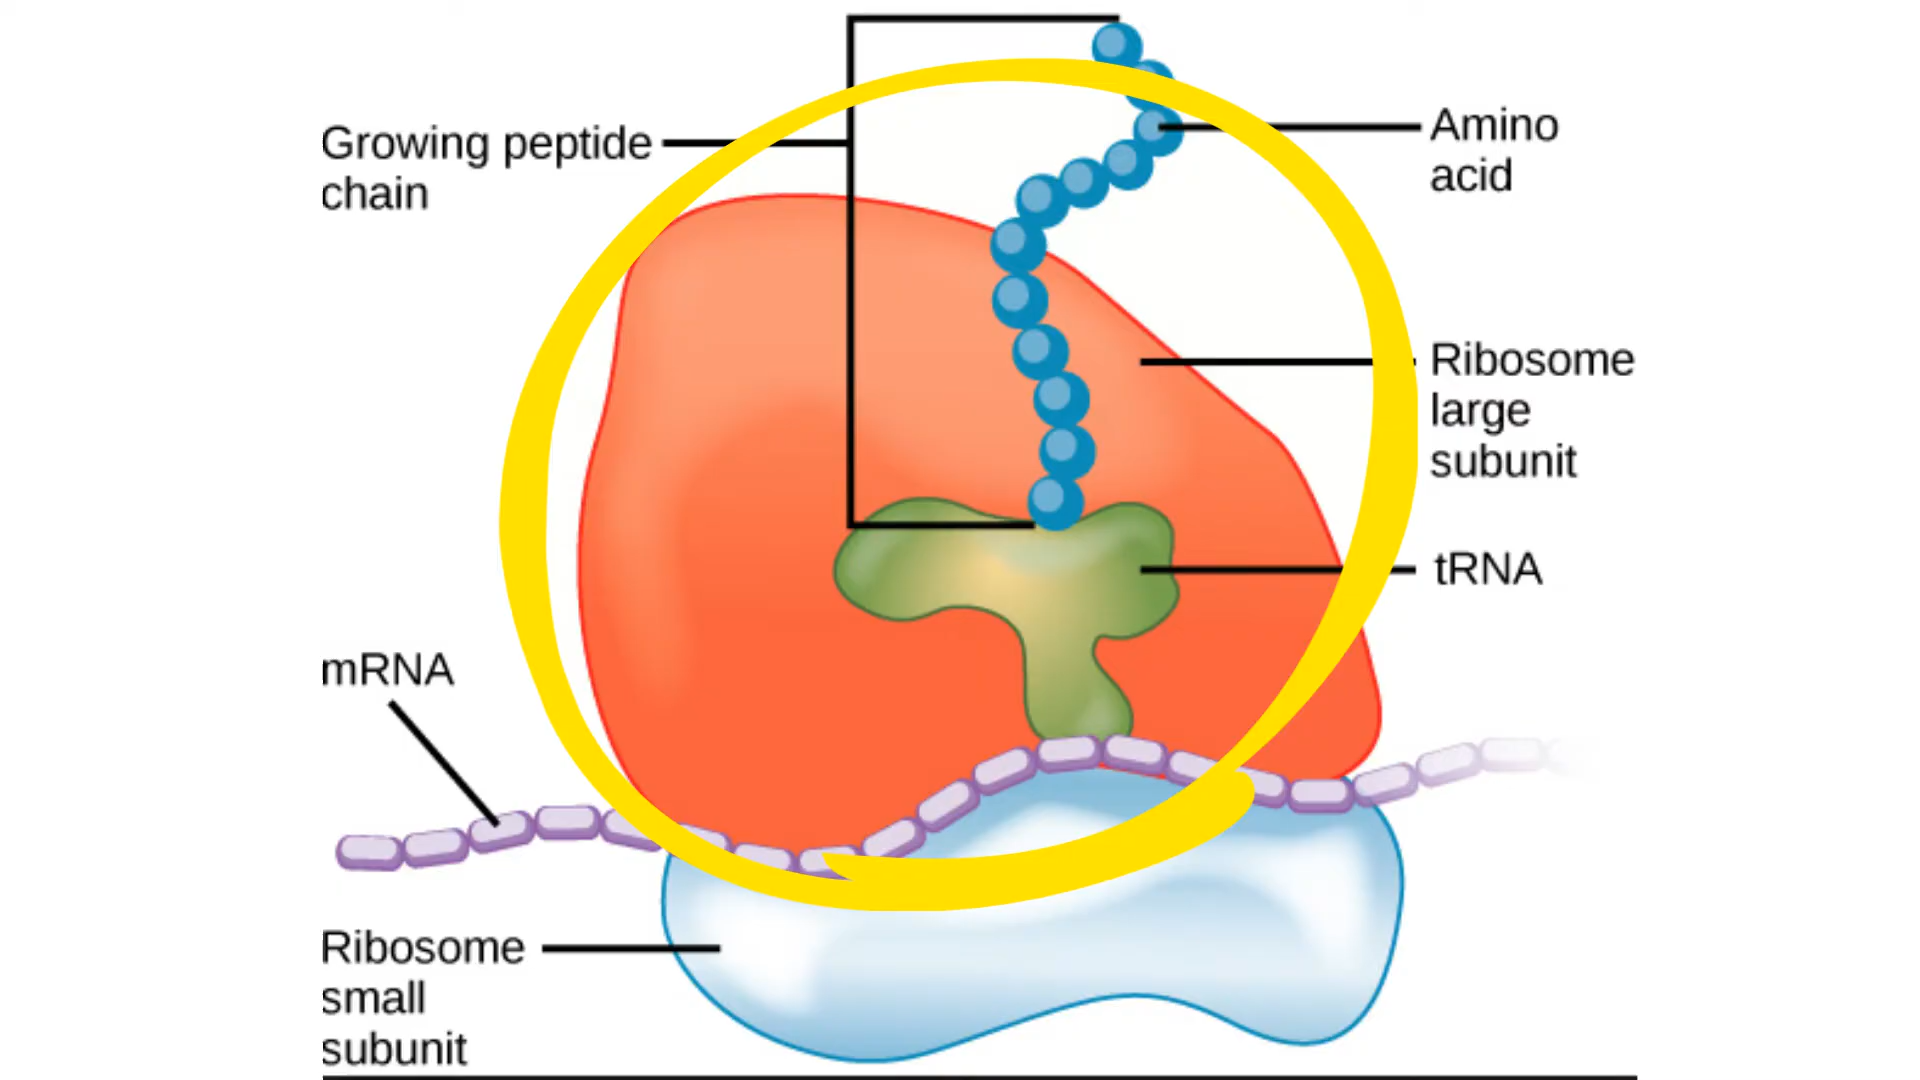 Growing peptide
chain
Amino
acid
Ribosome
large
subunit
tRNA
mRNA
Ribosome
small
subunit